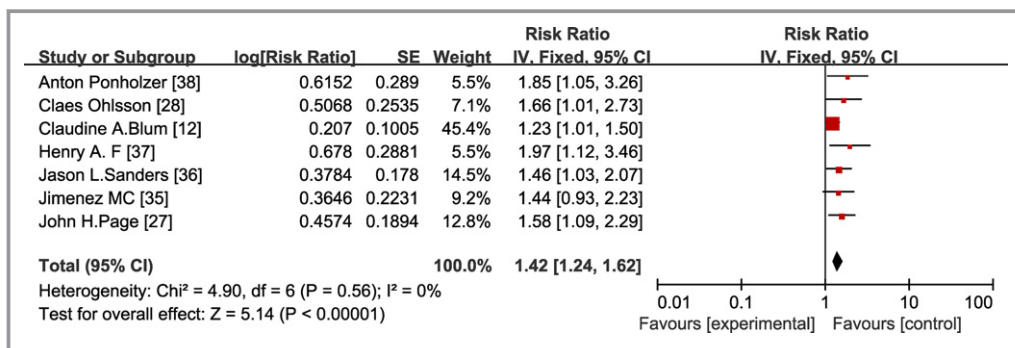 Risk Ratio Risk Ratio
Study or Subgroup log[Risk Ratio] SE Weight IV, Fixed, 95% CI IV, Fixed, 95% CI
Anton Ponholzer [38] 0.6152 0.289 5.5% 1.85 [1.05, 3.26]
Claes Ohlsson [28] 0.5068 0.2535 7.1% 1.66 [1.01, 2.73]
Claudine A.Blum [12] 0.207 0.1005 45.4% 1.23 [1.01, 1.50]
Henry A. F [37] 0.678 0.2881 5.5% 1.97 [1.12, 3.46]
Jason L.Sanders [36] 0.3784 0.178 14.5% 1.46 [1.03, 2.07]
Jimenez MC [35] 0.3646 0.2231 9.2% 1.44 [0.93, 2.23]
John H.Page [27] 0.4574 0.1894 12.8% 1.58 [1.09, 2.29]
Total (95% CI) 100.0% 1.42 [1.24, 1.62]
Heterogeneity: Chi² = 4.90, df = 6 (P = 0.56); I² = 0%
Test for overall effect: Z = 5.14 (P < 0.00001)
0.01 0.1 1 10 100
Favours [experimental] Favours [control]